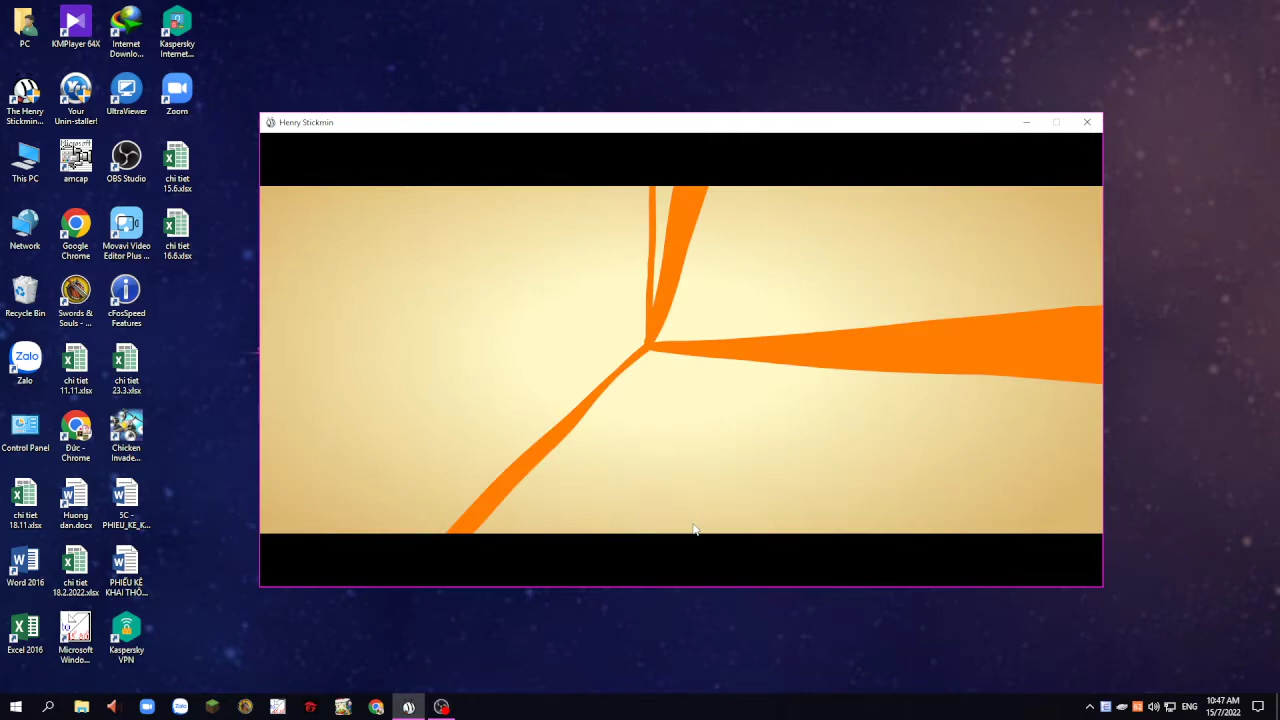 PC
KMPlayer 64X
Internet
Downlo...
Kaspersky
Internet...
The Henry
Stickmin...
Your
Unin-staller!
UltraViewer
Zoom
Henry Stickmin
This PC
Microsoft
amcap
OBS Studio
chi tiet
15.6.xlsx
Network
Google
Chrome
Movavi Video
Editor Plus ...
chi tiet
16.6.xlsx
Recycle Bin
Swords &
Souls - ...
cFosSpeed
Features
Zalo
Zalo
chi tiet
11.11.xlsx
chi tiet
23.3.xlsx
Control Panel
Đức -
Chrome
Chicken
Invade...
chi tiet
18.11.xlsx
Huong
dan.docx
5C -
PHIEU_KE_K...
Word 2016
chi tiet
18.2.2022.xlsx
PHIẾU KÊ
KHAI THÔ...
Excel 2016
Microsoft
Windo...
Kaspersky
VPN
ENG
10:47 AM
15/7/2022